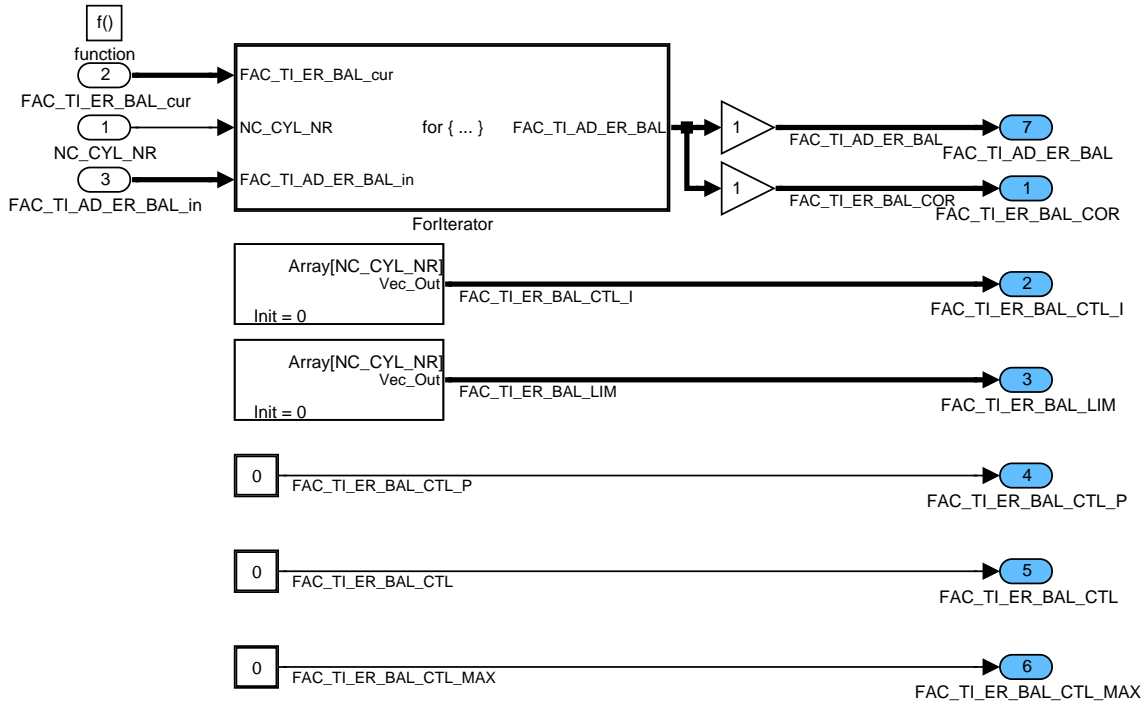 f()
function
2
FAC_TI_ER_BAL_cur
1
NC_CYL_NR
3
FAC_TI_AD_ER_BAL_in
FAC_TI_ER_BAL_cur
NC_CYL_NR
for { ... }
FAC_TI_AD_ER_BAL
FAC_TI_AD_ER_BAL_in
ForIterator
1
FAC_TI_AD_ER_BAL
7
FAC_TI_AD_ER_BAL
1
FAC_TI_ER_BAL_COR
1
FAC_TI_ER_BAL_COR
Array[NC_CYL_NR]
Vec_Out
Init = 0
FAC_TI_ER_BAL_CTL_I
2
FAC_TI_ER_BAL_CTL_I
Array[NC_CYL_NR]
Vec_Out
Init = 0
FAC_TI_ER_BAL_LIM
3
FAC_TI_ER_BAL_LIM
0
FAC_TI_ER_BAL_CTL_P
4
FAC_TI_ER_BAL_CTL_P
0
FAC_TI_ER_BAL_CTL
5
FAC_TI_ER_BAL_CTL
0
FAC_TI_ER_BAL_CTL_MAX
6
FAC_TI_ER_BAL_CTL_MAX